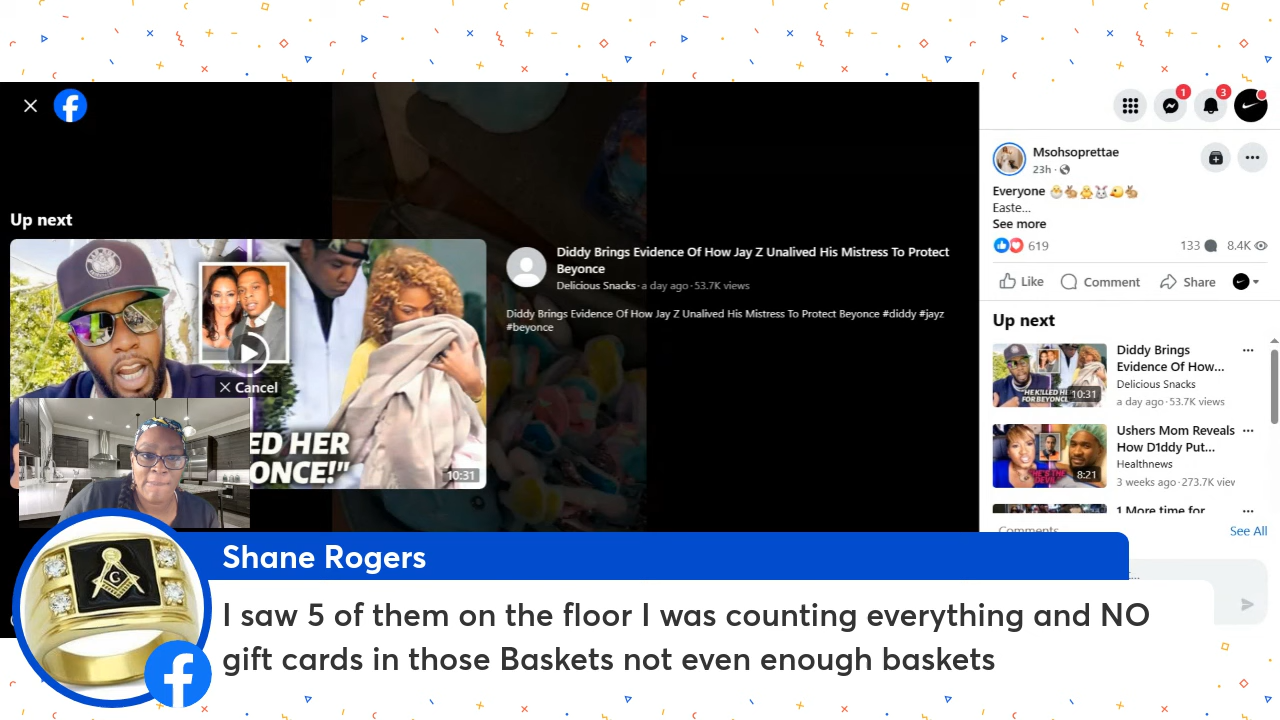 1
3
Msohsoprettae
23h
Everyone
Easte...
See more
619
133
8.4K
Like
Comment
Share
Up next
Up next
Diddy Brings Evidence Of How Jay Z Unalived His Mistress To Protect
Beyonce
Delicious Snacks · a day ago · 53.7K views
Diddy Brings Evidence Of How Jay Z Unalived His Mistress To Protect Beyonce #diddy #jayz
#beyonce
Cancel
ED HER
ONCE!"
10:31
Diddy Brings
Evidence Of How...
Delicious Snacks
a day ago · 53.7K views
10:31
Ushers Mom Reveals
How D1ddy Put...
Healthnews
3 weeks ago · 273.7K view
8:21
1 More time for
Comments
See All
G
Shane Rogers
I saw 5 of them on the floor I was counting everything and NO
gift cards in those Baskets not even enough baskets